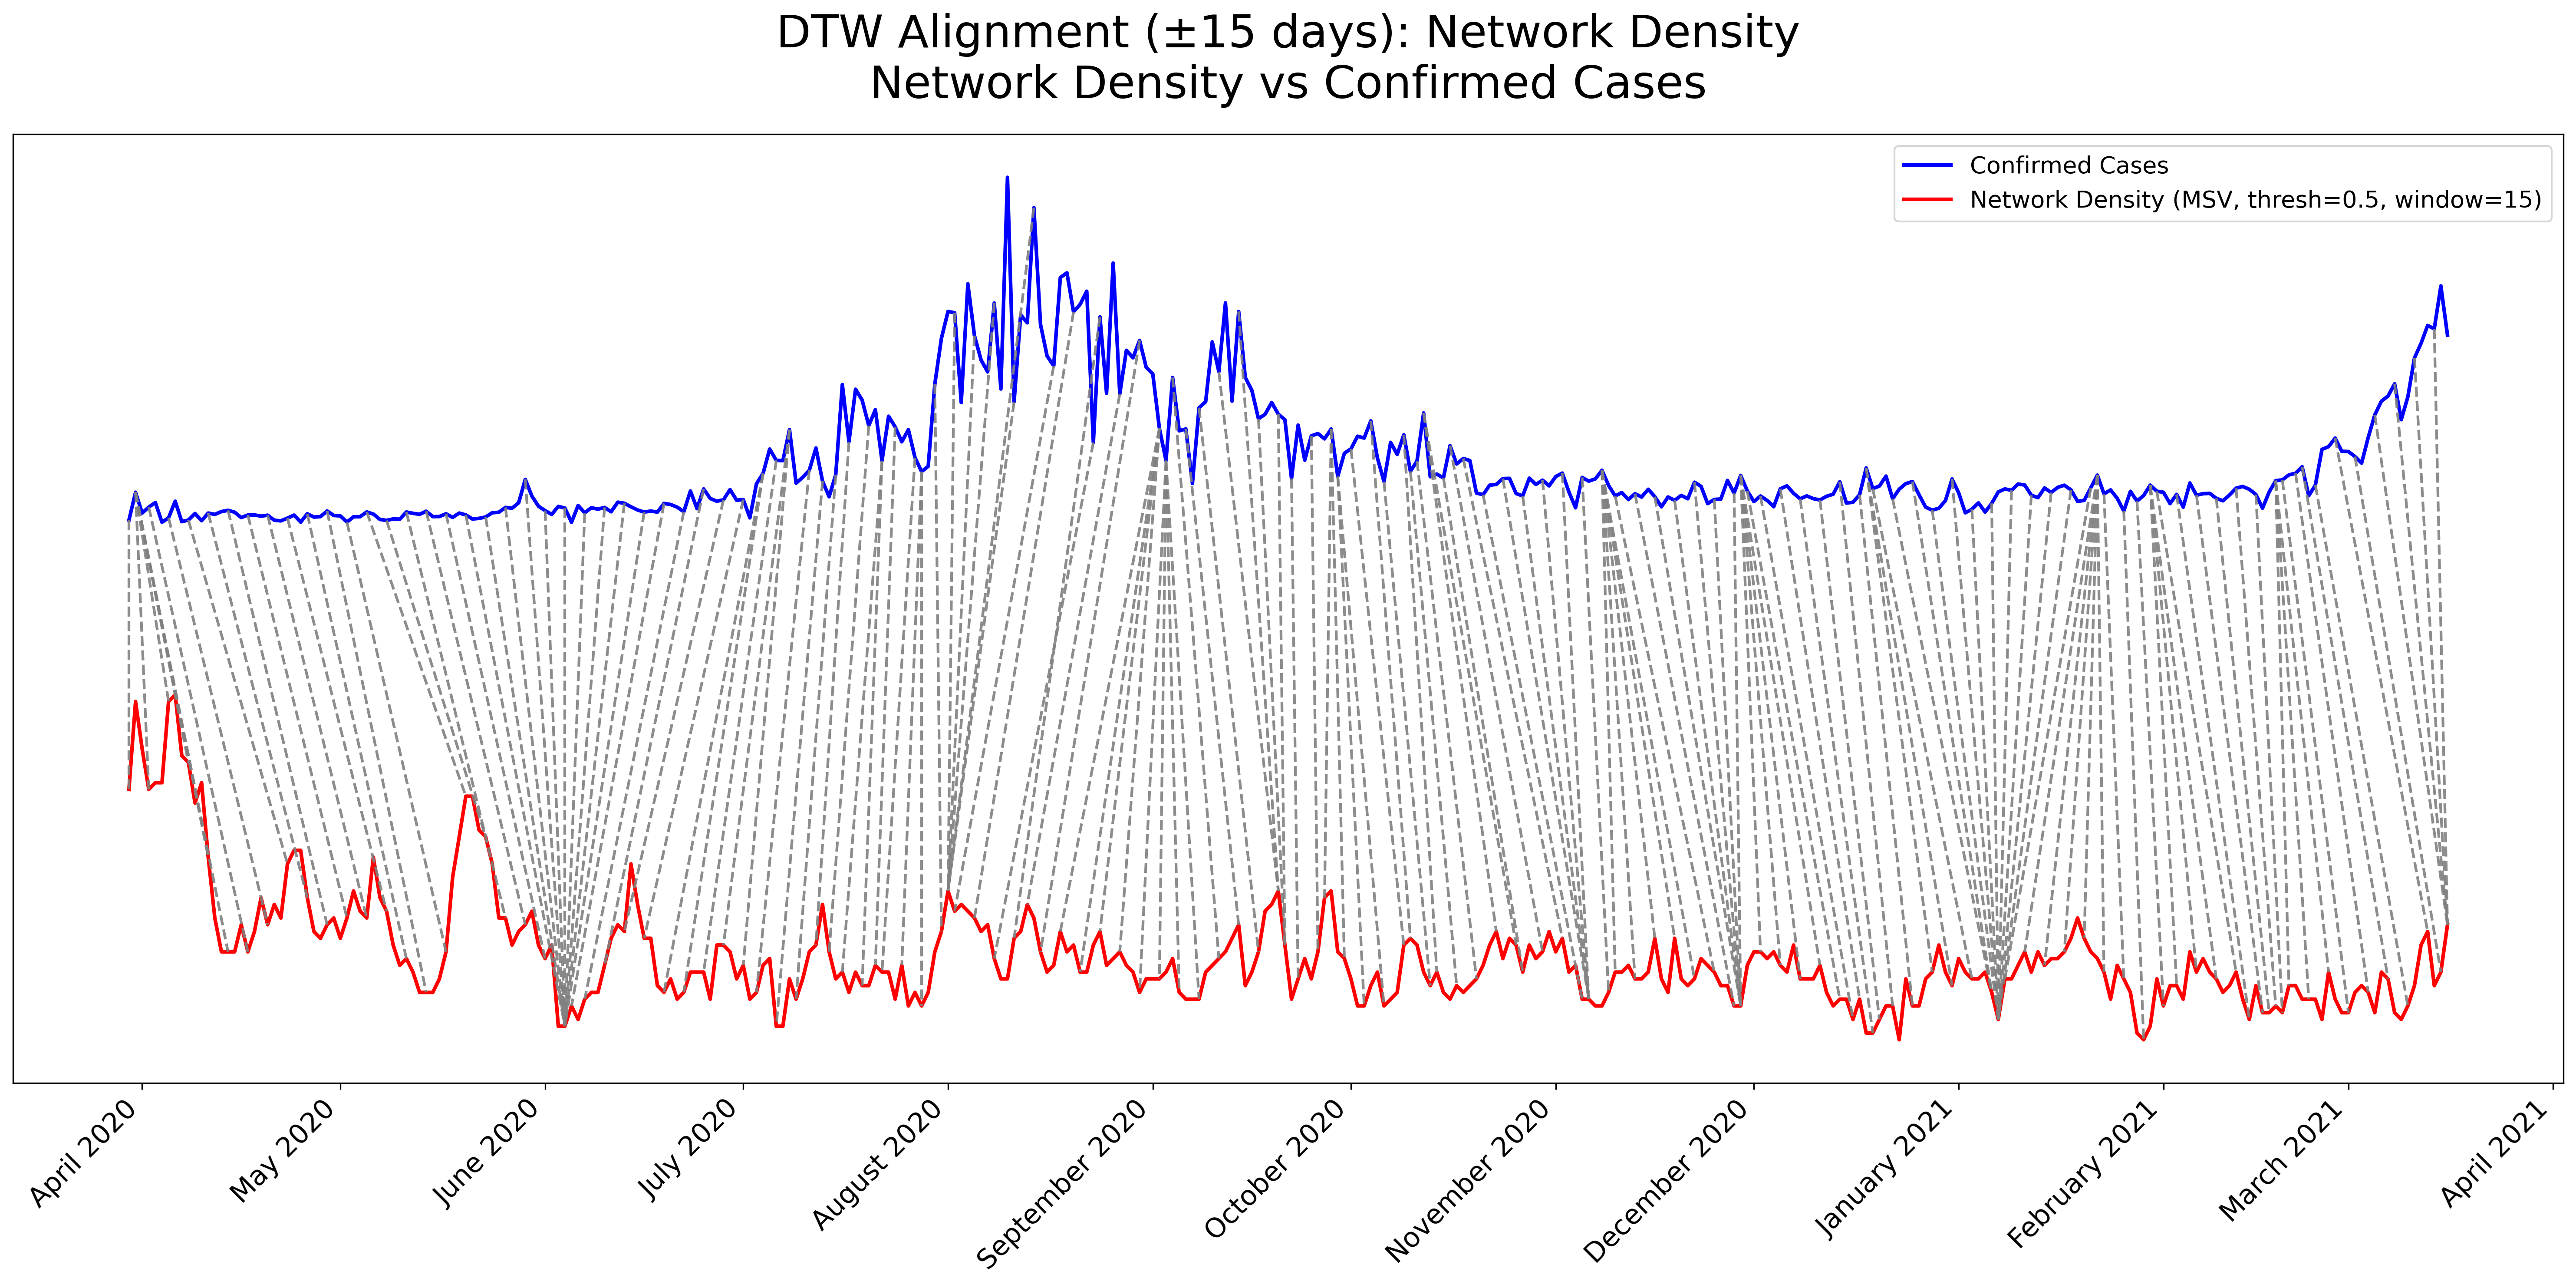 DTW Alignment (±15 days): Network Density
Network Density vs Confirmed Cases
Confirmed Cases
Network Density (MSV, thresh=0.5, window=15)
April 2020
May 2020
June 2020
July 2020
August 2020
September 2020
October 2020
November 2020
December 2020
January 2021
February 2021
March 2021
April 2021